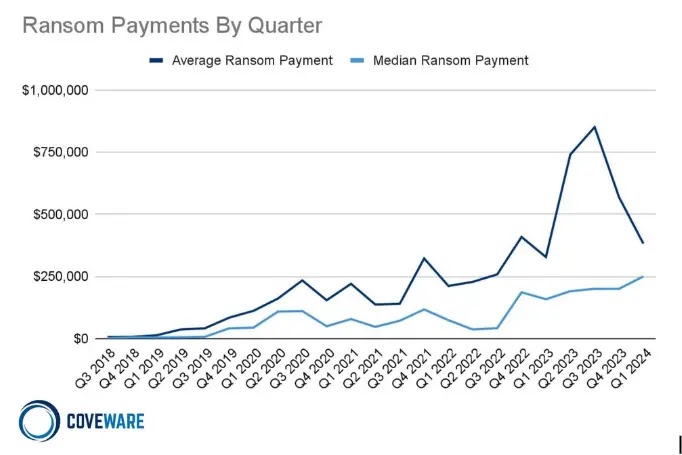 Ransom Payments By Quarter
Average Ransom Payment Median Ransom Payment
$1,000,000
$750,000
$500,000
$250,000
$0
Q3 2018 Q4 2018 Q1 2019 Q2 2019 Q3 2019 Q4 2019 Q1 2020 Q2 2020 Q3 2020 Q4 2020 Q1 2021 Q2 2021 Q3 2021 Q4 2021 Q1 2022 Q2 2022 Q3 2022 Q4 2022 Q1 2023 Q2 2023 Q3 2023 Q4 2023 Q1 2024
COVEWARE